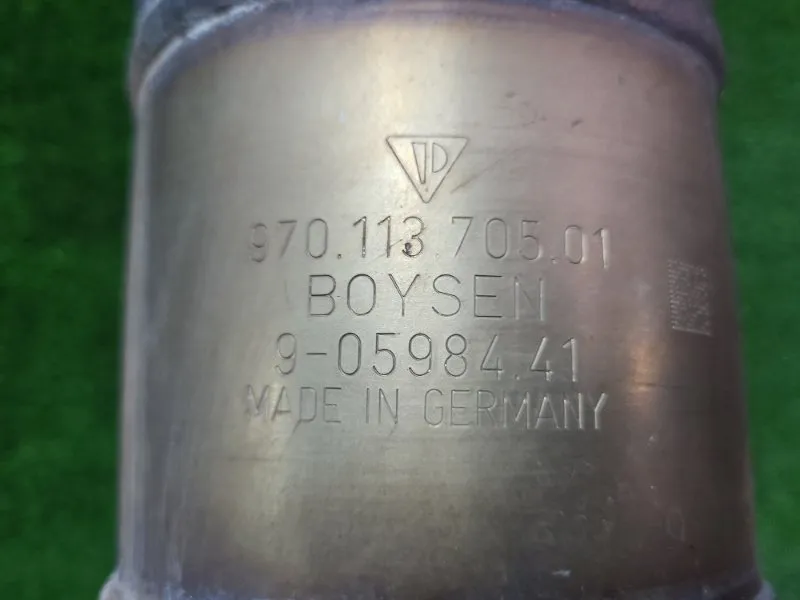 970.113.705.01
BOYSEN
9-05984.41
MADE IN GERMANY